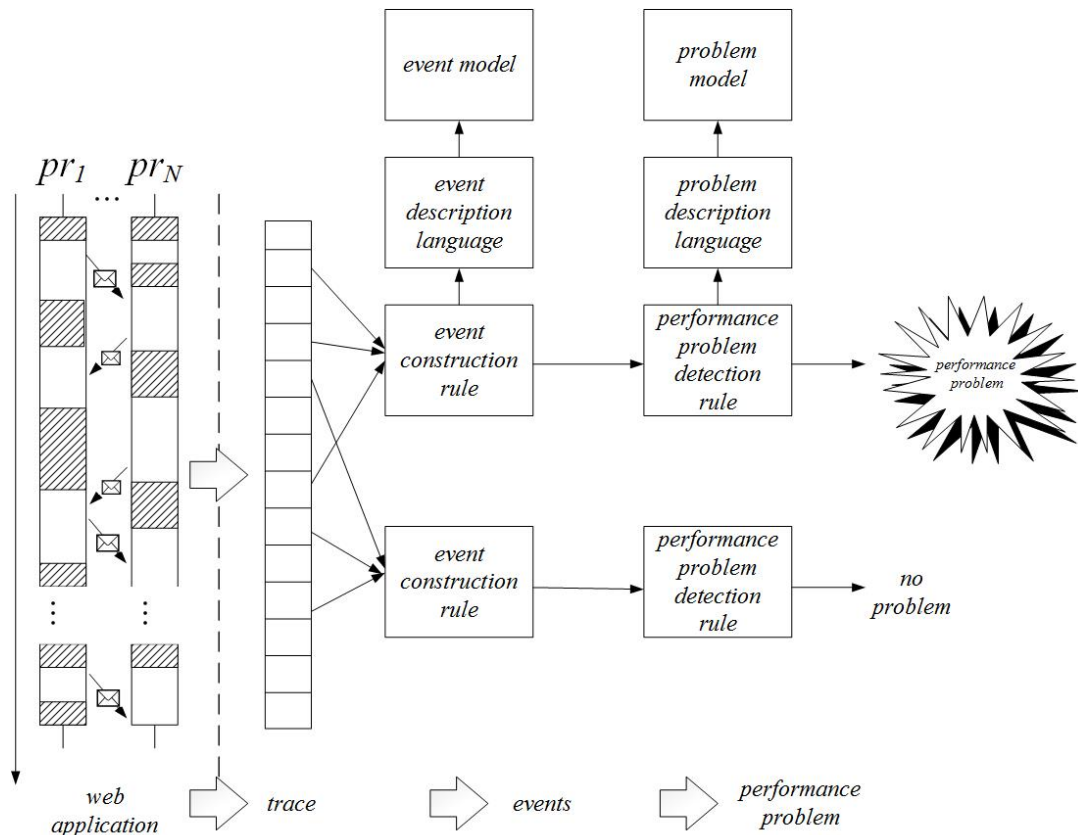 event model
problem
model
pr1
prN
...
event
description
language
problem
description
language
event
construction
rule
performance
problem
detection
rule
performance
problem
event
construction
rule
performance
problem
detection
rule
no
problem
web
application
trace
events
performance
problem